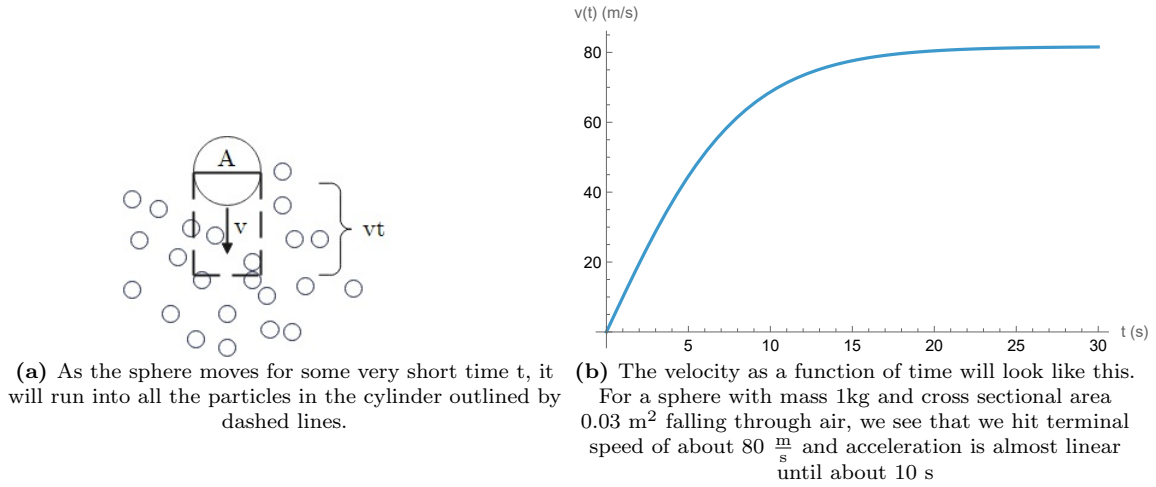 v(t) (m/s)
80
60
40
20
5 10 15 20 25 30
t (s)
A
v
vt
(a) As the sphere moves for some very short time t, it
will run into all the particles in the cylinder outlined by
dashed lines.
(b) The velocity as a function of time will look like this.
For a sphere with mass 1kg and cross sectional area
0.03 m² falling through air, we see that we hit terminal
speed of about 80 m/s and acceleration is almost linear
until about 10 s